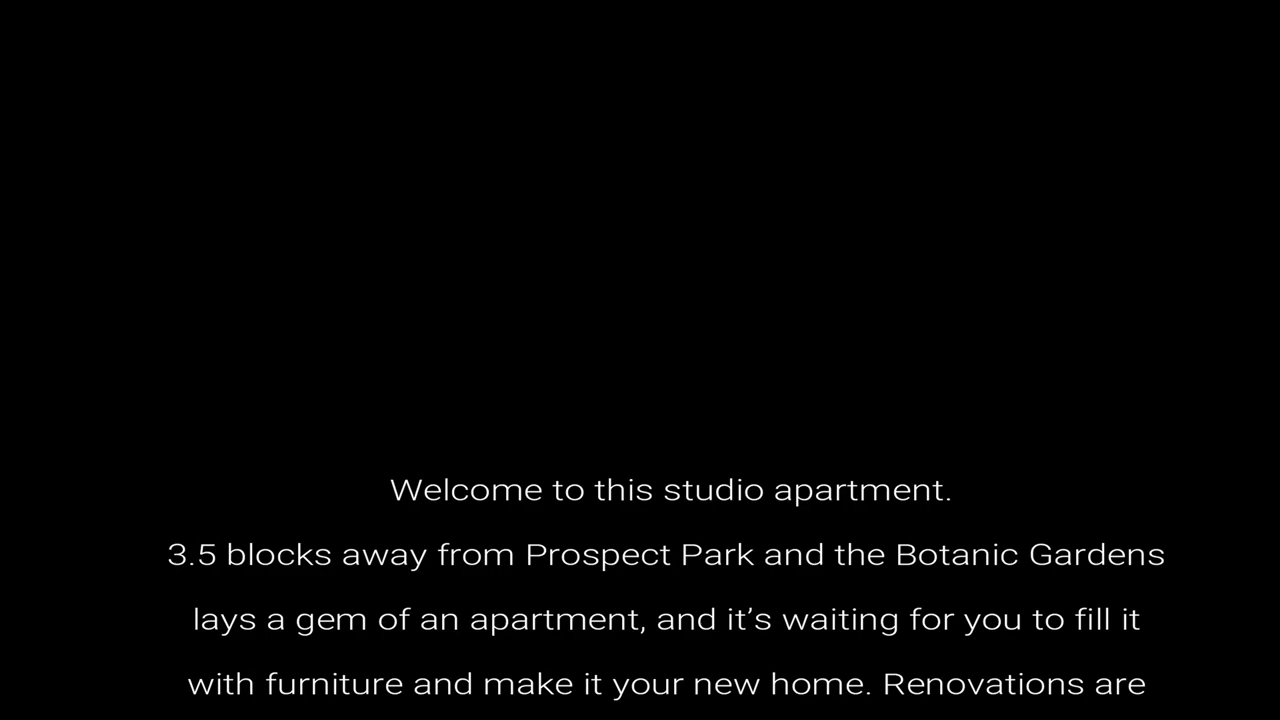 Welcome to this studio apartment.
3.5 blocks away from Prospect Park and the Botanic Gardens
lays a gem of an apartment, and it’s waiting for you to fill it
with furniture and make it your new home. Renovations are